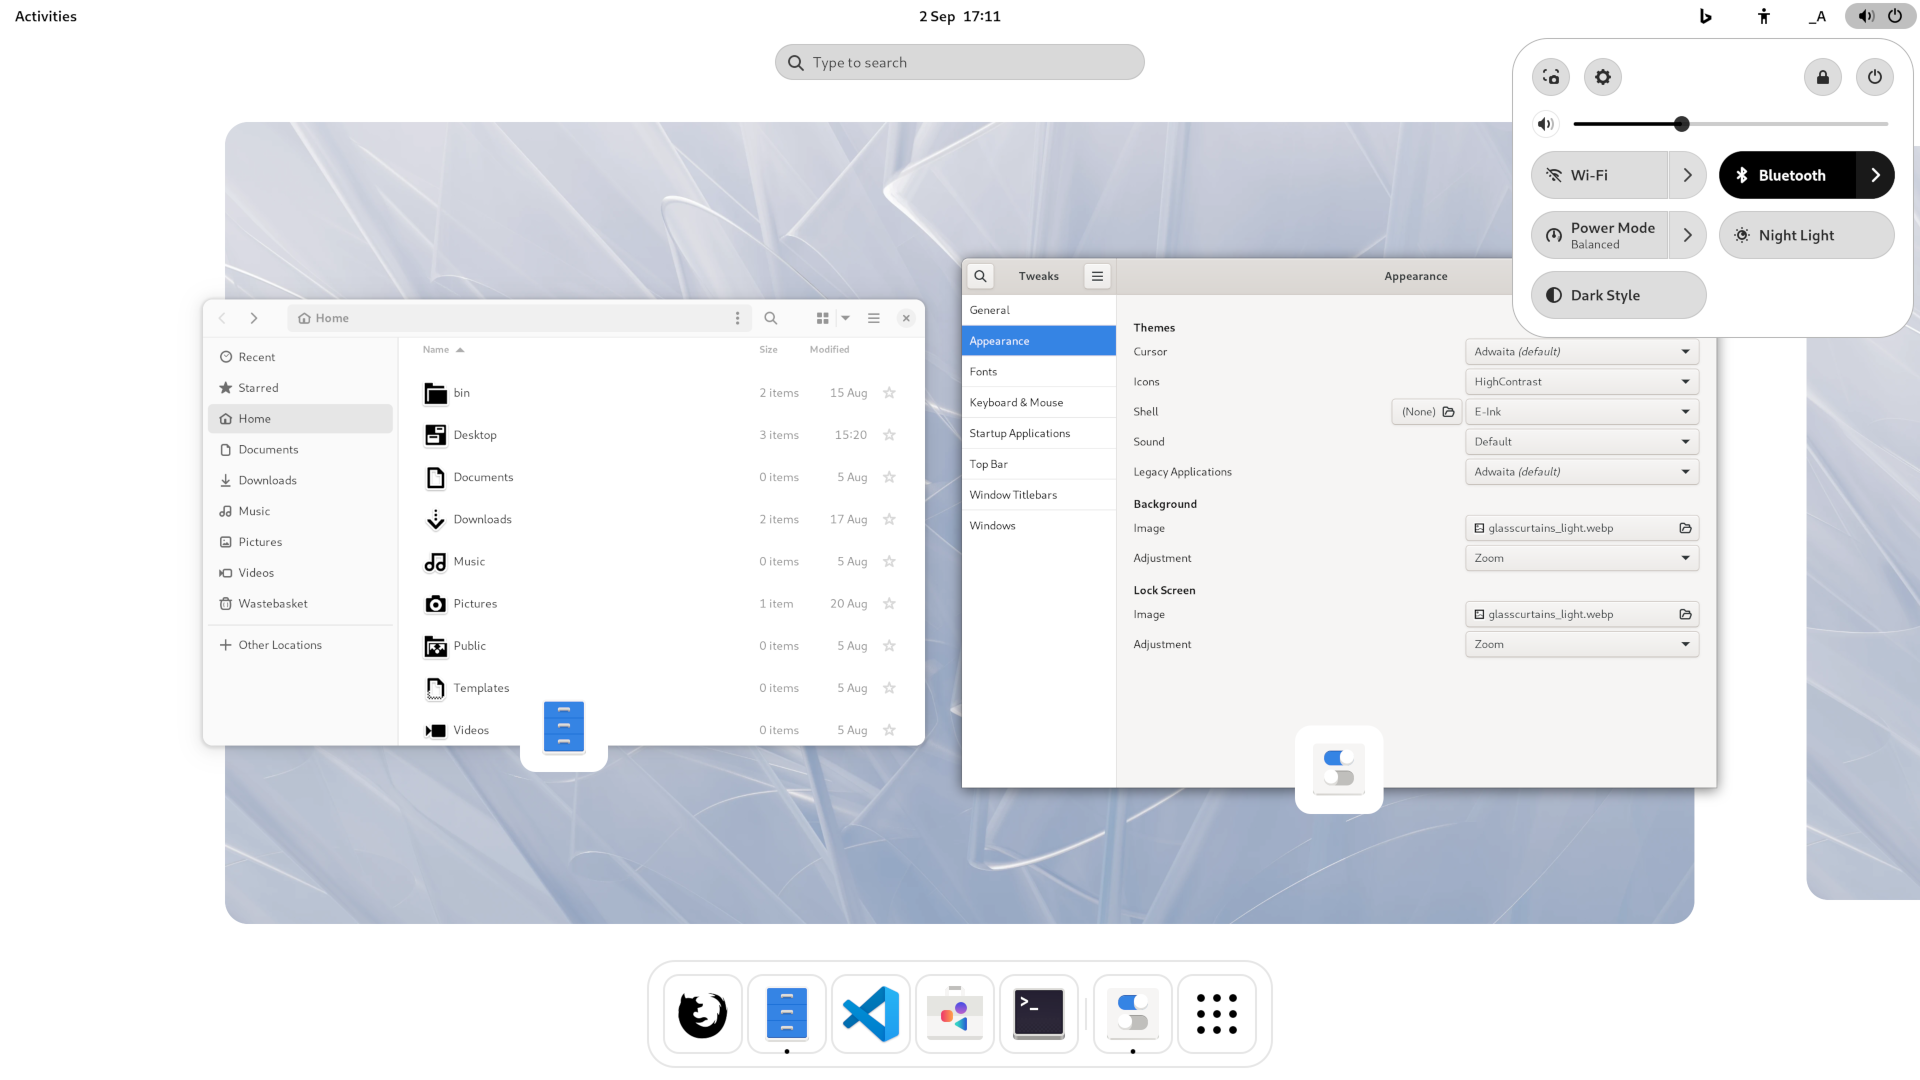 Activities
2 Sep 17:11
_A
Type to search
Wi-Fi
Bluetooth
Power Mode
Balanced
Night Light
Dark Style
Home
Recent
Starred
Home
Documents
Downloads
Music
Pictures
Videos
Wastebasket
Other Locations
Name Size Modified
bin 2 items 15 Aug
Desktop 3 items 15:20
Documents 0 items 5 Aug
Downloads 2 items 17 Aug
Music 0 items 5 Aug
Pictures 1 item 20 Aug
Public 0 items 5 Aug
Templates 0 items 5 Aug
Videos 0 items 5 Aug
Tweaks
Appearance
General
Appearance
Fonts
Keyboard & Mouse
Startup Applications
Top Bar
Window Titlebars
Windows
Themes
Cursor Adwaita (default)
Icons HighContrast
Shell (None) E-Ink
Sound Default
Legacy Applications Adwaita (default)
Background
Image glasscurtains_light.webp
Adjustment Zoom
Lock Screen
Image glasscurtains_light.webp
Adjustment Zoom
>_